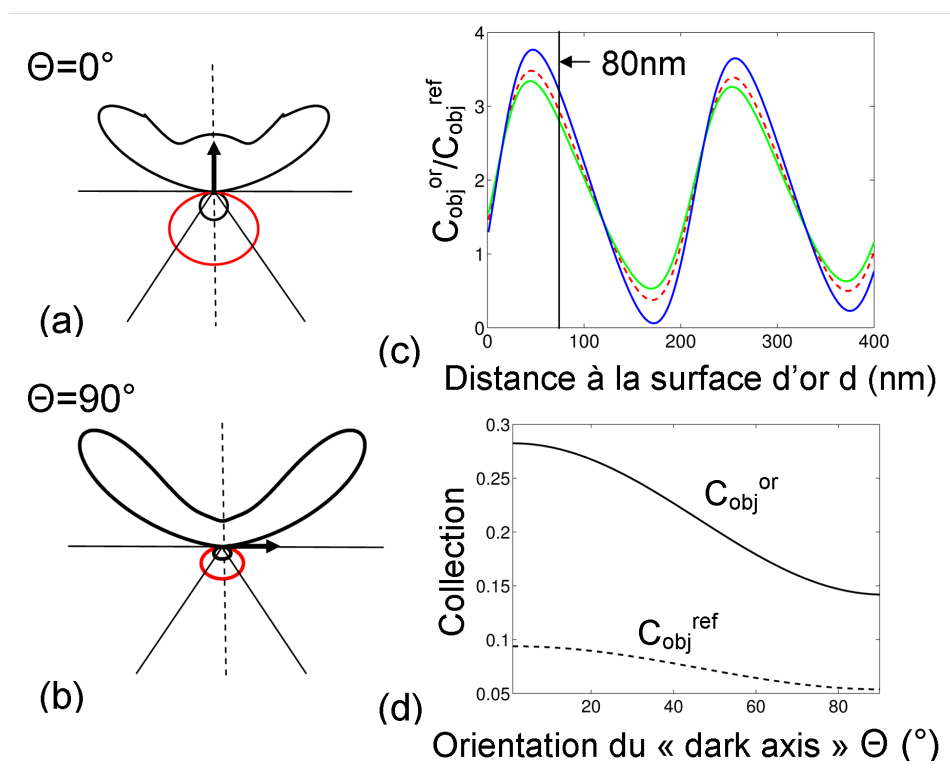 Θ=0°
(a)
Θ=90°
(b)
4
3
2
1
0
0
100
200
300
400
80nm
C_obj^or/C_obj^ref
(c)
Distance à la surface d'or d (nm)
0.3
0.25
0.2
0.15
0.1
0.05
20
40
60
80
Collection
C_obj^or
C_obj^ref
(d)
Orientation du « dark axis » Θ (°)